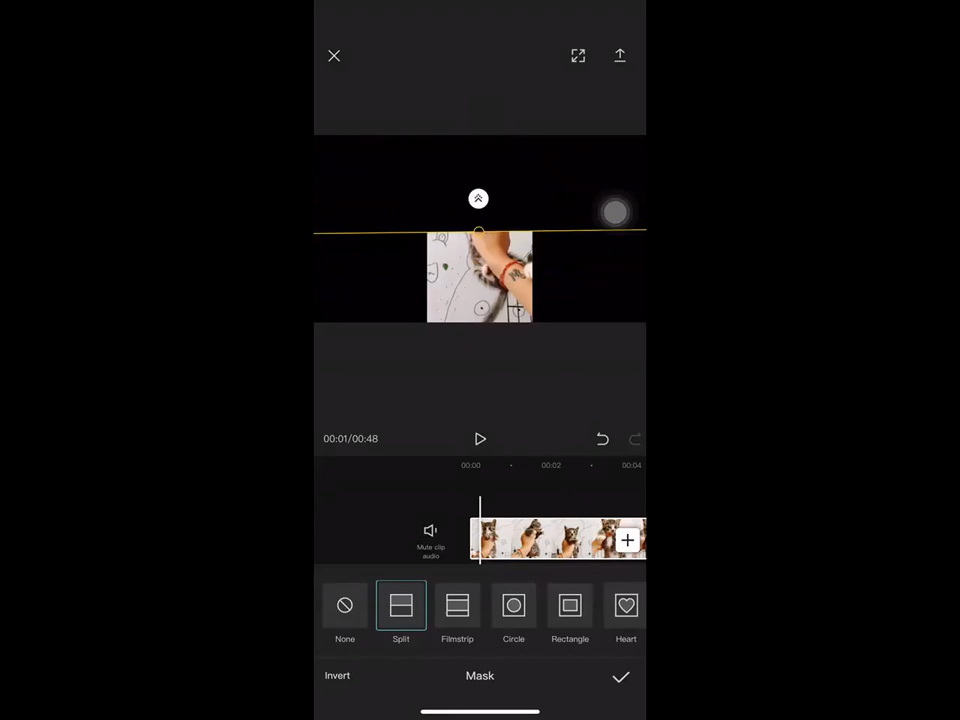 00:01/00:48
00:00
00:02
00:04
Mute clip
audio
None
Split
Filmstrip
Circle
Rectangle
Heart
Invert
Mask